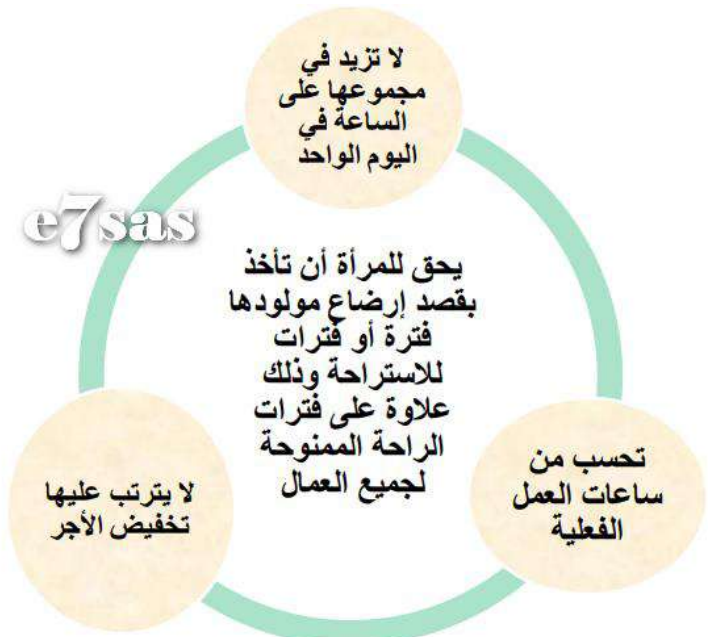 لا تزيد في
مجموعها على
الساعة في
اليوم الواحد
e7sas
يحق للمرأة أن تأخذ
بقصد إرضاع مولودها
فترة أو فترات
للاستراحة وذلك
علاوة على فترات
الراحة الممنوحة
لجميع العمال
تحسب من
ساعات العمل
الفعلية
لا يترتب عليها
تخفيض الأجر